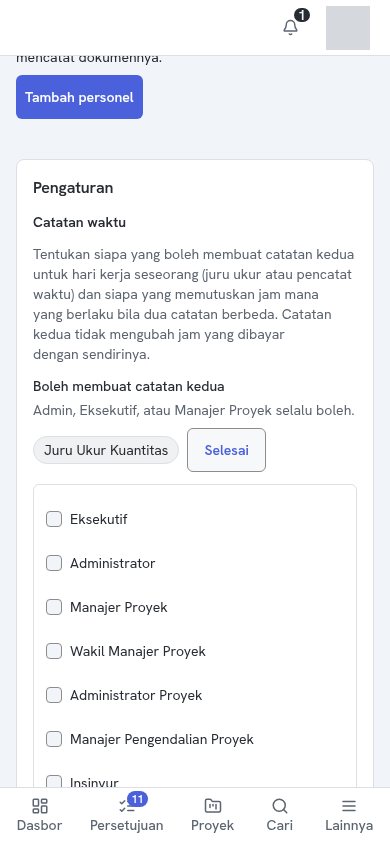 1
mencatat dokumennya.
Tambah personel
Pengaturan
Catatan waktu
Tentukan siapa yang boleh membuat catatan kedua
untuk hari kerja seseorang (juru ukur atau pencatat
waktu) dan siapa yang memutuskan jam mana
yang berlaku bila dua catatan berbeda. Catatan
kedua tidak mengubah jam yang dibayar
dengan sendirinya.
Boleh membuat catatan kedua
Admin, Eksekutif, atau Manajer Proyek selalu boleh.
Juru Ukur Kuantitas
Selesai
Eksekutif
Administrator
Manajer Proyek
Wakil Manajer Proyek
Administrator Proyek
Manajer Pengendalian Proyek
Insinyur
11
Dasbor
Persetujuan
Proyek
Cari
Lainnya